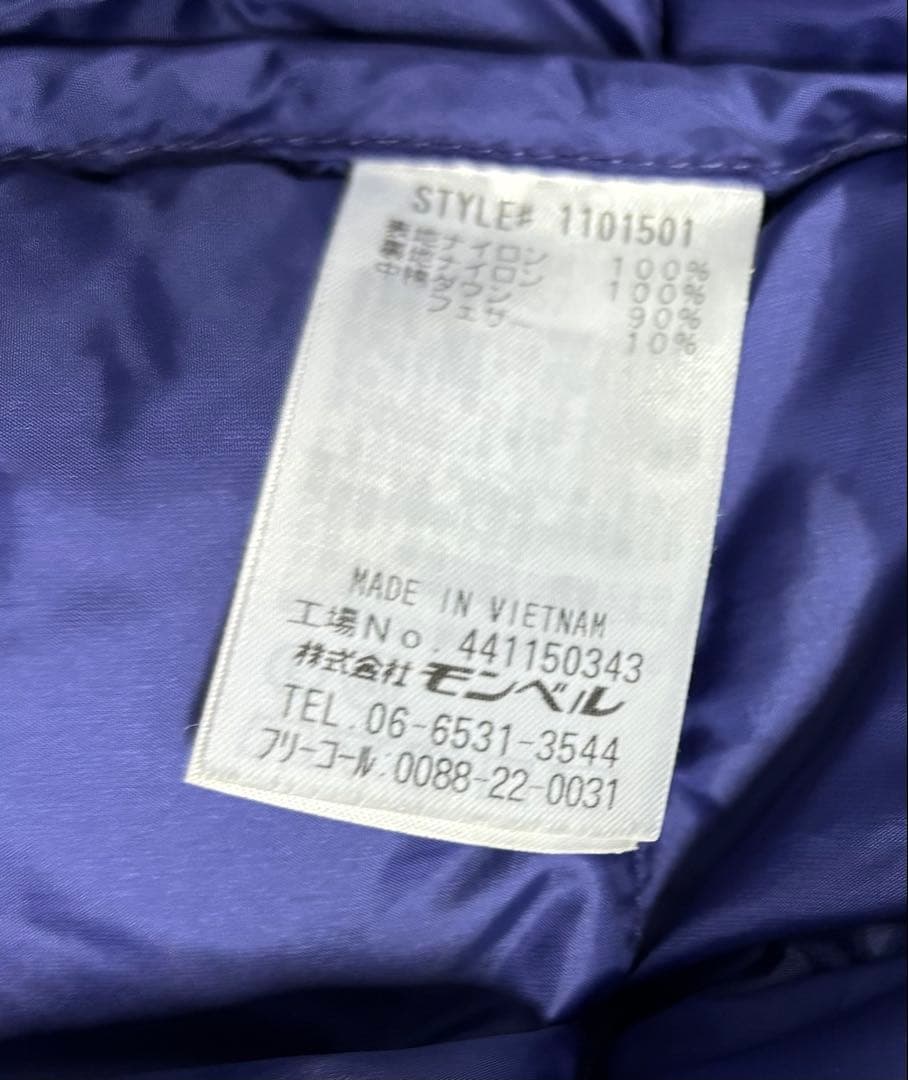 STYLE# 1101501
表地ナイロン 100%
裏地ナイロン 100%
中綿ダウン 90%
フェザー 10%
MADE IN VIETNAM
工場No. 441150343
株式会社モンベル
TEL.06-6531-3544
フリーコール.0088-22-0031